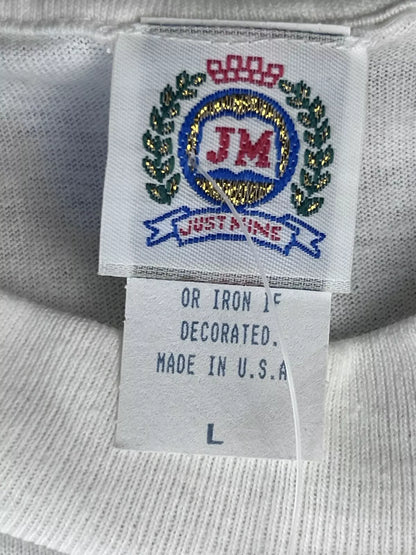 JM
JUST MINE
OR IRON IF
DECORATED.
MADE IN U.S.A
L